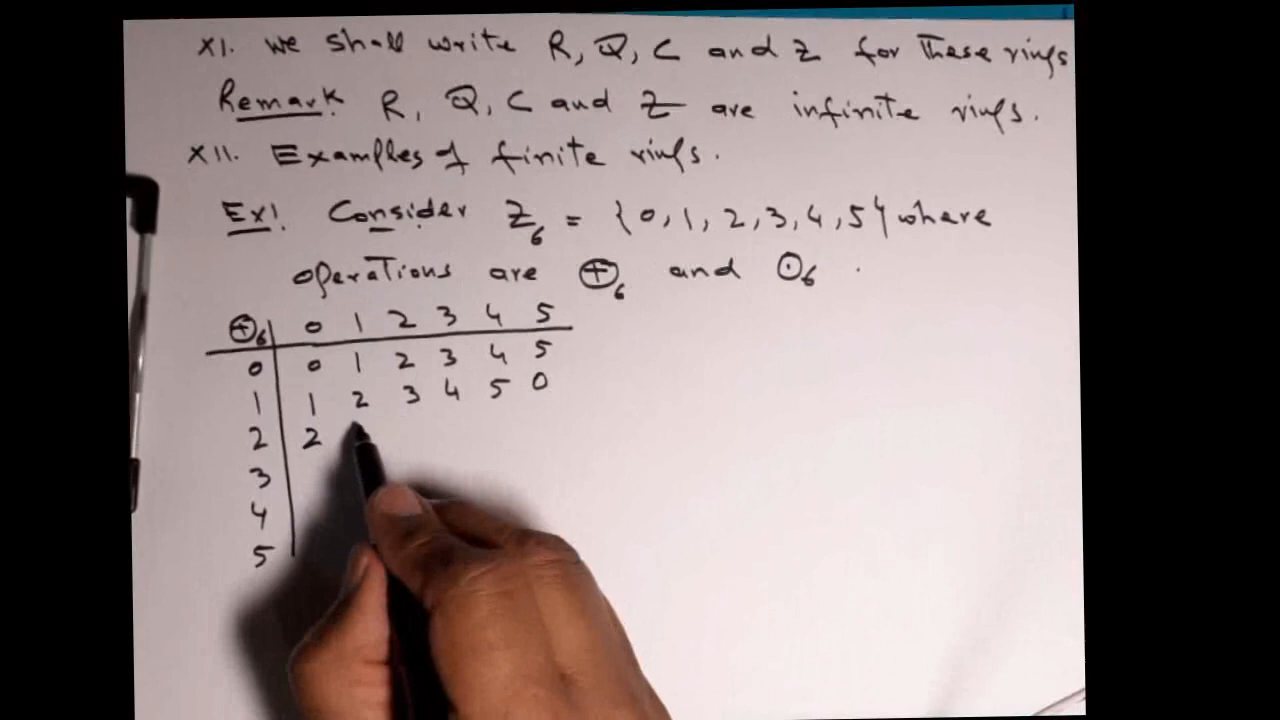 XI. We shall write R, Q, C and Z for these rings
Remark. R, Q, C and Z are infinite rings.
XII. Examples of finite rings.
Ex1. Consider Z₆ = {0, 1, 2, 3, 4, 5} where
operations are ⊕₆ and ⊙₆ .
⊕₆ 0 1 2 3 4 5
0 0 1 2 3 4 5
1 1 2 3 4 5 0
2 2
3
4
5